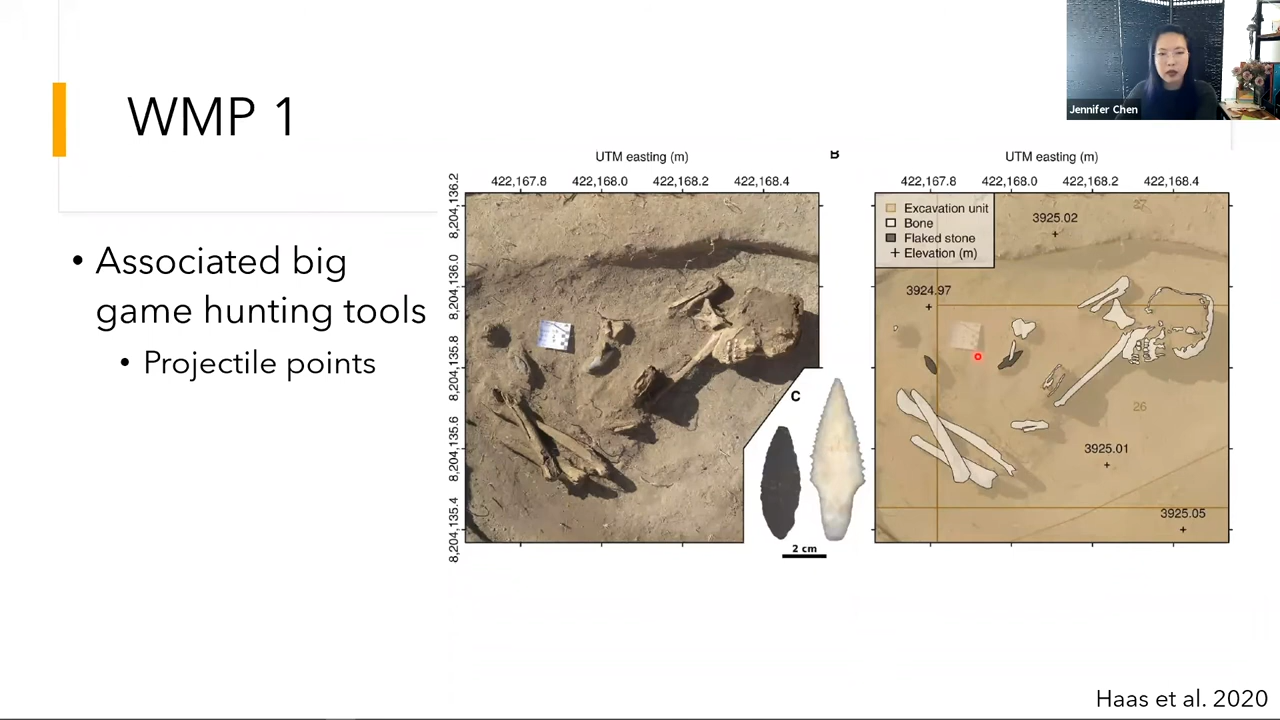 Jennifer Chen
WMP 1
• Associated big
game hunting tools
• Projectile points
UTM easting (m)
422,167.8 422,168.0 422,168.2 422,168.4
8,204,136.2
8,204,136.0
8,204,135.8
8,204,135.6
8,204,135.4
C
2 cm
B
UTM easting (m)
422,167.8 422,168.0 422,168.2 422,168.4
Excavation unit
Bone
Flaked stone
+ Elevation (m)
27
3925.02
3924.97
26
3925.01
3925.05
Haas et al. 2020